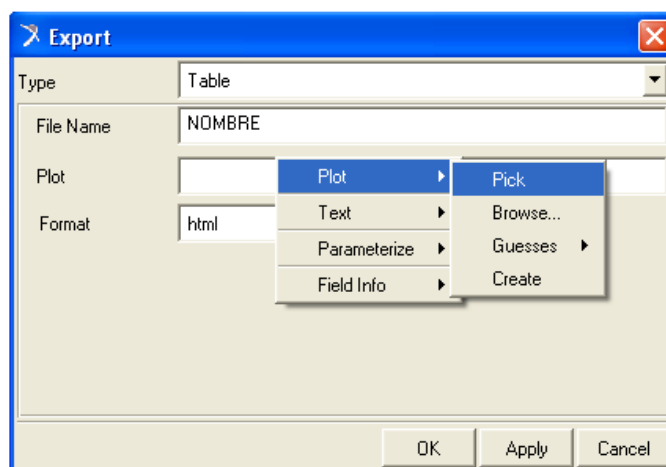 Export
Type Table
File Name NOMBRE
Plot Plot Pick
Text Browse...
Format html Parameterize Guesses
Field Info Create
OK Apply Cancel